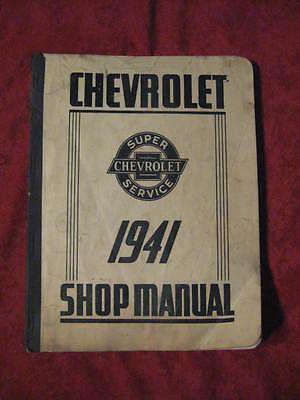 CHEVROLET
SUPER
CHEVROLET
SERVICE
1941
SHOP MANUAL